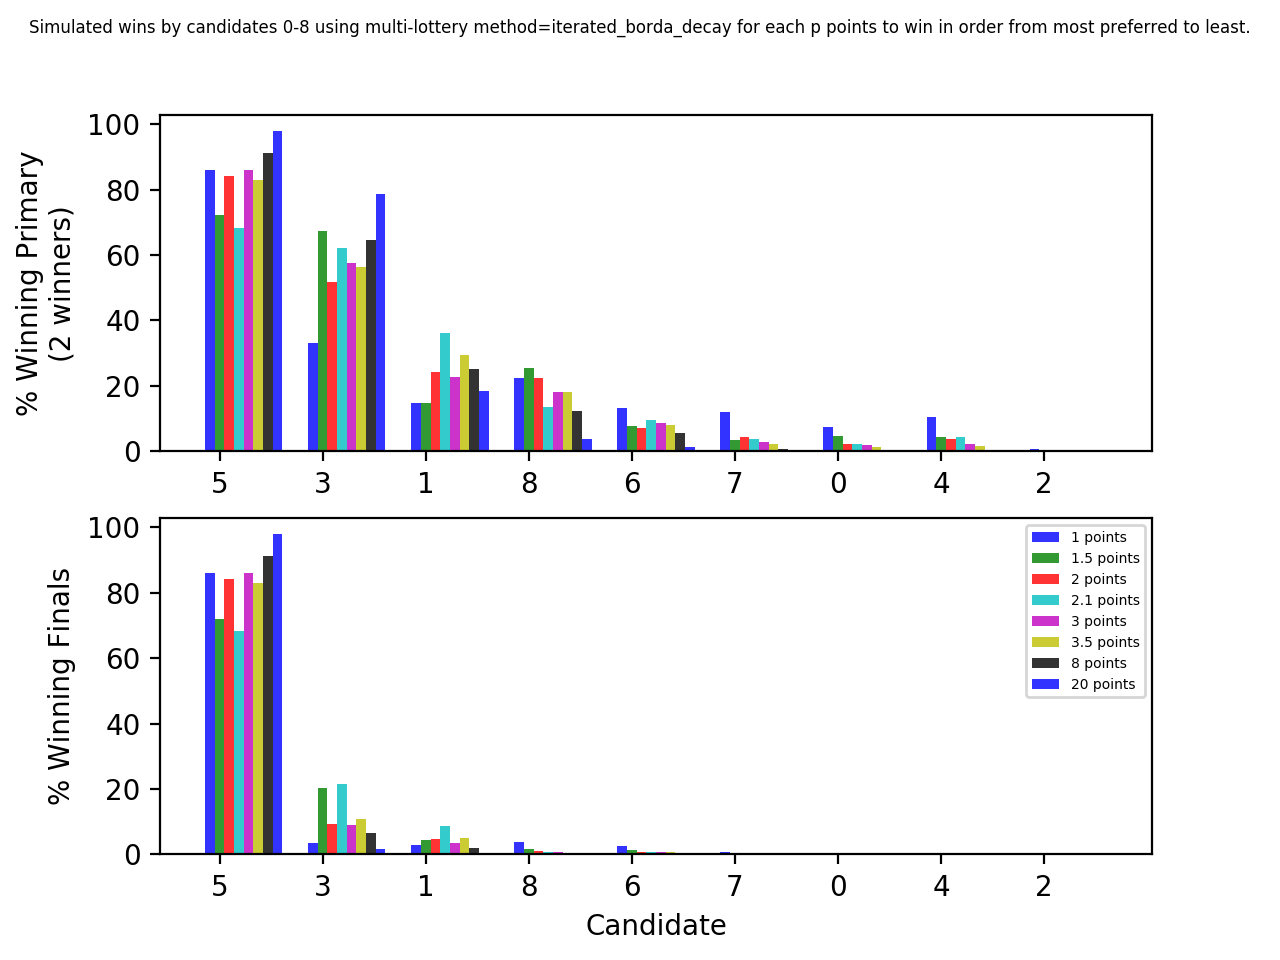 Simulated wins by candidates 0-8 using multi-lottery method=iterated_borda_decay for each p points to win in order from most preferred to least.
% Winning Primary
(2 winners)
100
80
60
40
20
0
5 3 1 8 6 7 0 4 2
% Winning Finals
100
80
60
40
20
0
1 points
1.5 points
2 points
2.1 points
3 points
3.5 points
8 points
20 points
5 3 1 8 6 7 0 4 2
Candidate